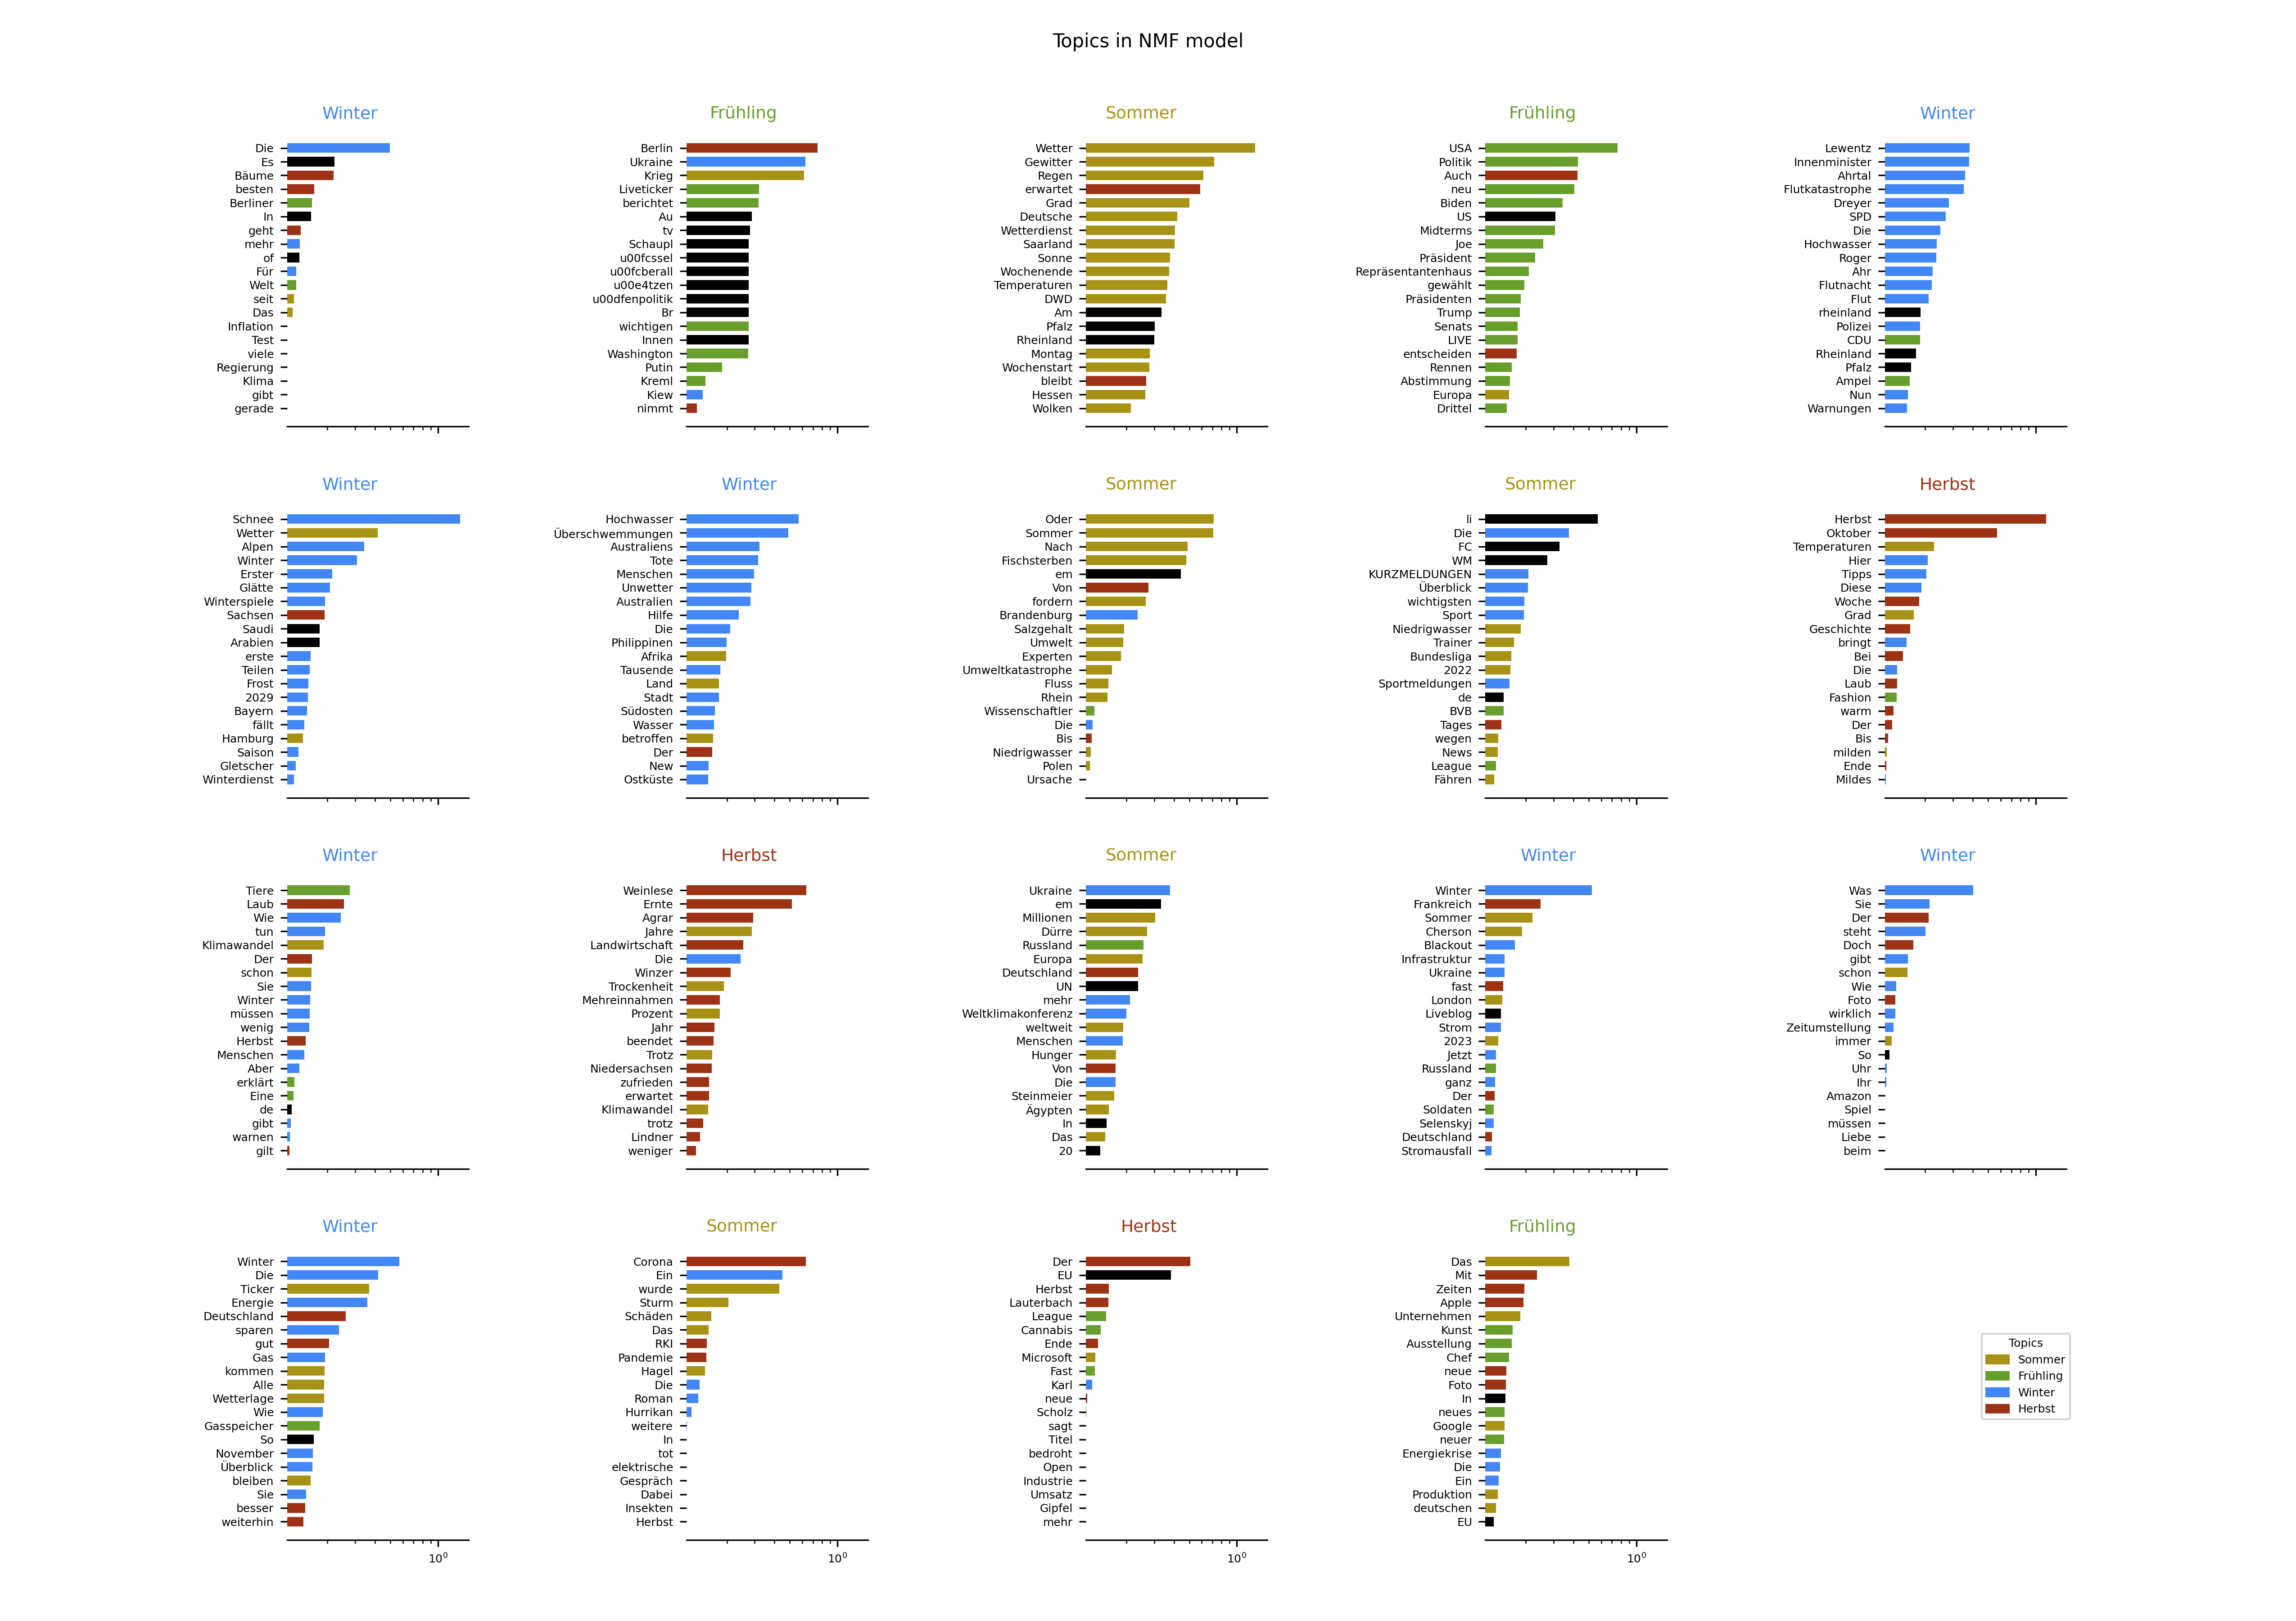 Topics in NMF model
Winter
Die
Es
Bäume
besten
Berliner
In
geht
mehr
of
Für
Welt
seit
Das
Inflation
Test
viele
Regierung
Klima
gibt
gerade
Frühling
Berlin
Ukraine
Krieg
Liveticker
berichtet
Au
tv
Schaupl
u00fcssel
u00fcberall
u00e4tzen
u00dfenpolitik
Br
wichtigen
Innen
Washington
Putin
Kreml
Kiew
nimmt
Sommer
Wetter
Gewitter
Regen
erwartet
Grad
Deutsche
Wetterdienst
Saarland
Sonne
Wochenende
Temperaturen
DWD
Am
Pfalz
Rheinland
Montag
Wochenstart
bleibt
Hessen
Wolken
Frühling
USA
Politik
Auch
neu
Biden
US
Midterms
Joe
Präsident
Repräsentantenhaus
gewählt
Präsidenten
Trump
Senats
LIVE
entscheiden
Rennen
Abstimmung
Europa
Drittel
Winter
Lewentz
Innenminister
Ahrtal
Flutkatastrophe
Dreyer
SPD
Die
Hochwasser
Roger
Ahr
Flutnacht
Flut
rheinland
Polizei
CDU
Rheinland
Pfalz
Ampel
Nun
Warnungen
Winter
Schnee
Wetter
Alpen
Winter
Erster
Glätte
Winterspiele
Sachsen
Saudi
Arabien
erste
Teilen
Frost
2029
Bayern
fällt
Hamburg
Saison
Gletscher
Winterdienst
Winter
Hochwasser
Überschwemmungen
Australiens
Tote
Menschen
Unwetter
Australien
Hilfe
Die
Philippinen
Afrika
Tausende
Land
Stadt
Südosten
Wasser
betroffen
Der
New
Ostküste
Sommer
Oder
Sommer
Nach
Fischsterben
em
Von
fordern
Brandenburg
Salzgehalt
Umwelt
Experten
Umweltkatastrophe
Fluss
Rhein
Wissenschaftler
Die
Bis
Niedrigwasser
Polen
Ursache
Sommer
li
Die
FC
WM
KURZMELDUNGEN
Überblick
wichtigsten
Sport
Niedrigwasser
Trainer
Bundesliga
2022
Sportmeldungen
de
BVB
Tages
wegen
News
League
Fähren
Herbst
Herbst
Oktober
Temperaturen
Hier
Tipps
Diese
Woche
Grad
Geschichte
bringt
Bei
Die
Laub
Fashion
warm
Der
Bis
milden
Ende
Mildes
Winter
Tiere
Laub
Wie
tun
Klimawandel
Der
schon
Sie
Winter
müssen
wenig
Herbst
Menschen
Aber
erklärt
Eine
de
gibt
warnen
gilt
Herbst
Weinlese
Ernte
Agrar
Jahre
Landwirtschaft
Die
Winzer
Trockenheit
Mehreinnahmen
Prozent
Jahr
beendet
Trotz
Niedersachsen
zufrieden
erwartet
Klimawandel
trotz
Lindner
weniger
Sommer
Ukraine
em
Millionen
Dürre
Russland
Europa
Deutschland
UN
mehr
Weltklimakonferenz
weltweit
Menschen
Hunger
Von
Die
Steinmeier
Ägypten
In
Das
20
Winter
Winter
Frankreich
Sommer
Cherson
Blackout
Infrastruktur
Ukraine
fast
London
Liveblog
Strom
2023
Jetzt
Russland
ganz
Der
Soldaten
Selenskyj
Deutschland
Stromausfall
Winter
Was
Sie
Der
steht
Doch
gibt
schon
Wie
Foto
wirklich
Zeitumstellung
immer
So
Uhr
Ihr
Amazon
Spiel
müssen
Liebe
beim
Winter
Winter
Die
Ticker
Energie
Deutschland
sparen
gut
Gas
kommen
Alle
Wetterlage
Wie
Gasspeicher
So
November
Überblick
bleiben
Sie
besser
weiterhin
10⁰
Sommer
Corona
Ein
wurde
Sturm
Schäden
Das
RKI
Pandemie
Hagel
Die
Roman
Hurrikan
weitere
In
tot
elektrische
Gespräch
Dabei
Insekten
Herbst
10⁰
Herbst
Der
EU
Herbst
Lauterbach
League
Cannabis
Ende
Microsoft
Fast
Karl
neue
Scholz
sagt
Titel
bedroht
Open
Industrie
Umsatz
Gipfel
mehr
10⁰
Frühling
Das
Mit
Zeiten
Apple
Unternehmen
Kunst
Ausstellung
Chef
neue
Foto
In
neues
Google
neuer
Energiekrise
Die
Ein
Produktion
deutschen
EU
10⁰
Topics
Sommer
Frühling
Winter
Herbst